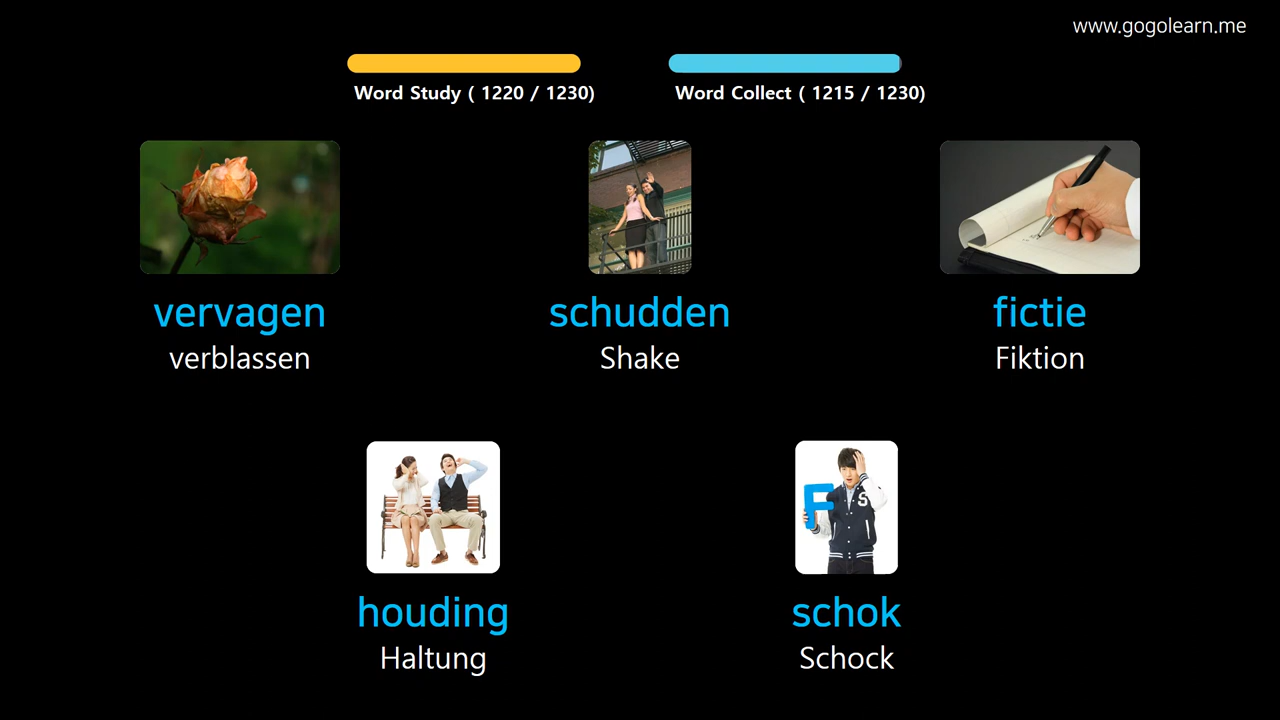 www.gogolearn.me
Word Study ( 1220 / 1230)
Word Collect ( 1215 / 1230)
vervagen
verblassen
schudden
Shake
fictie
Fiktion
houding
Haltung
F S
schok
Schock